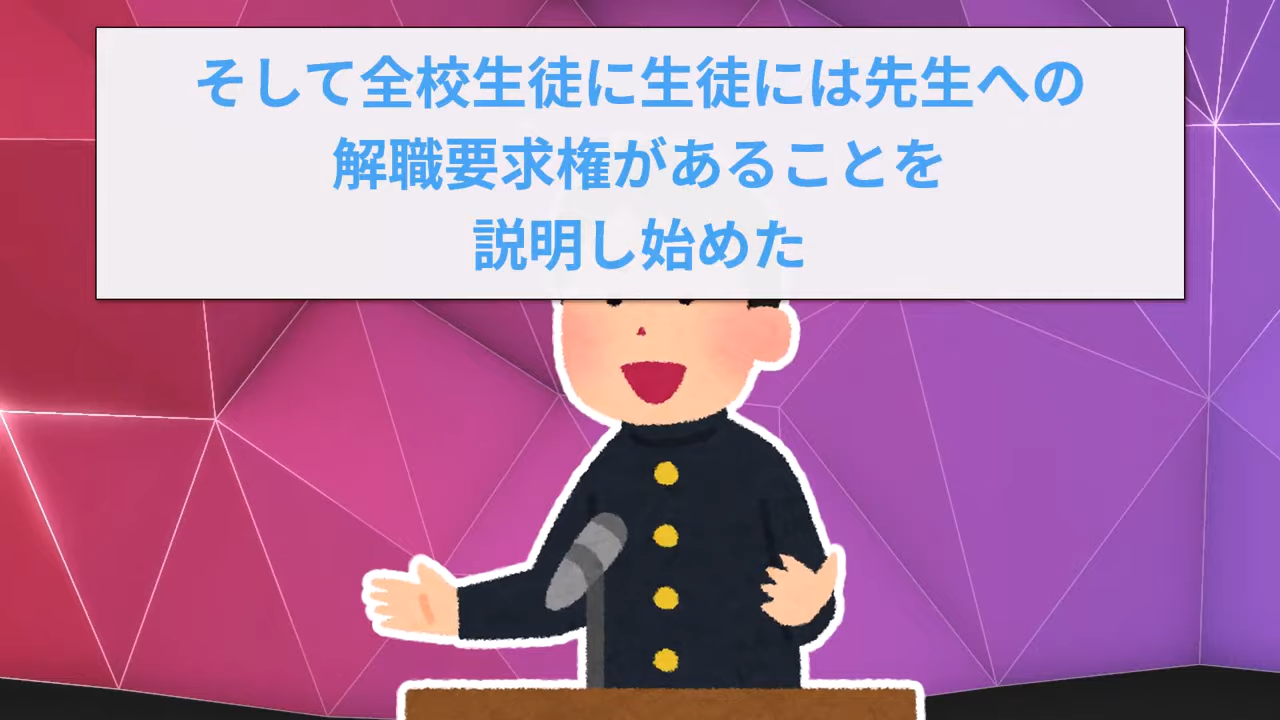 そして全校生徒に生徒には先生への
解職要求権があることを
説明し始めた